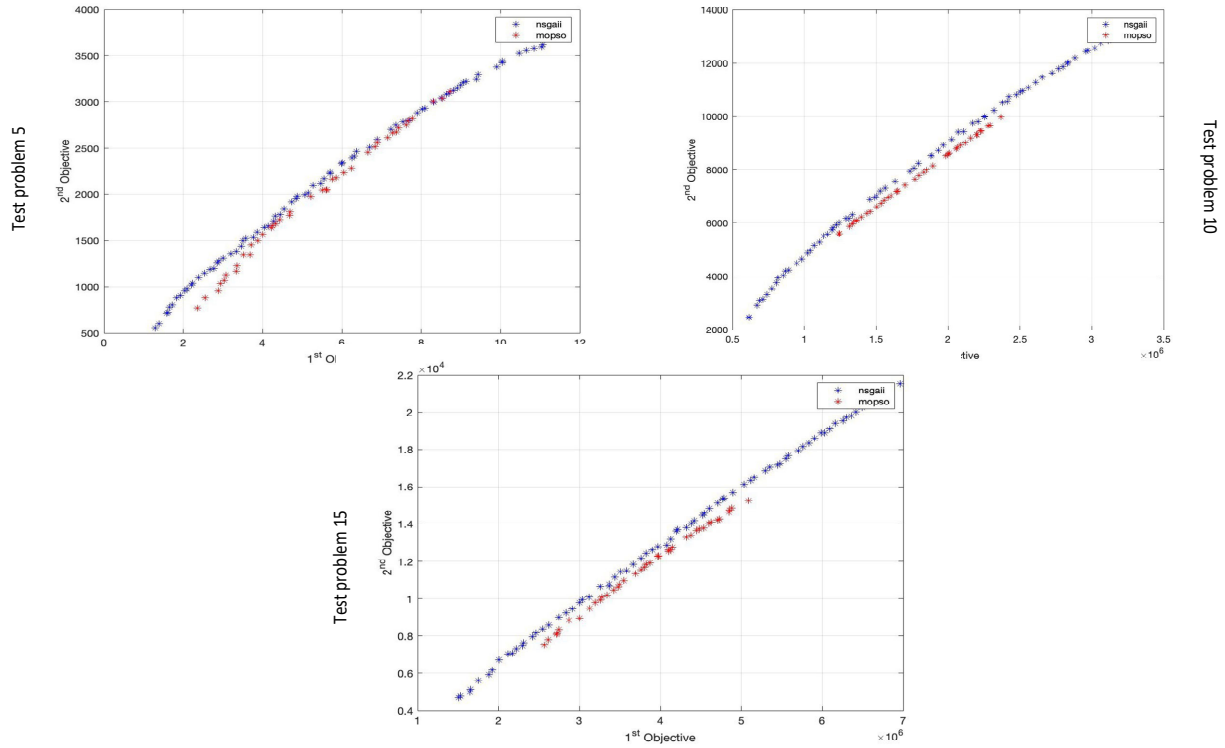 Test problem 5
2nd Objective
4000
3500
3000
2500
2000
1500
1000
500
0 2 4 6 8 10 12
1st
nsgaii
mopso
2nd Objective
14000
12000
10000
8000
6000
4000
2000
0.5 1 1.5 2 2.5 3 3.5
tive
×10^6
nsgaii
mopso
Test problem 10
Test problem 15
2nd Objective
×10^4
2.2
2
1.8
1.6
1.4
1.2
1
0.8
0.6
0.4
1 2 3 4 5 6 7
1st Objective
×10^6
nsgaii
mopso